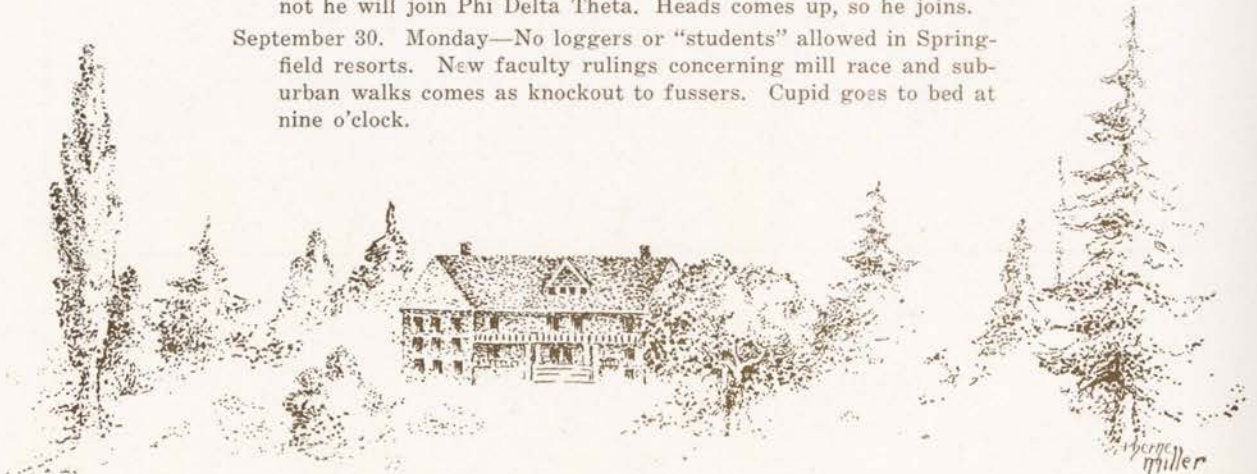 not he will join Phi Delta Theta. Heads comes up, so he joins.
September 30. Monday—No loggers or “students” allowed in Spring-
field resorts. New faculty rulings concerning mill race and sub-
urban walks comes as knockout to fussers. Cupid goes to bed at
nine o’clock.
Miller